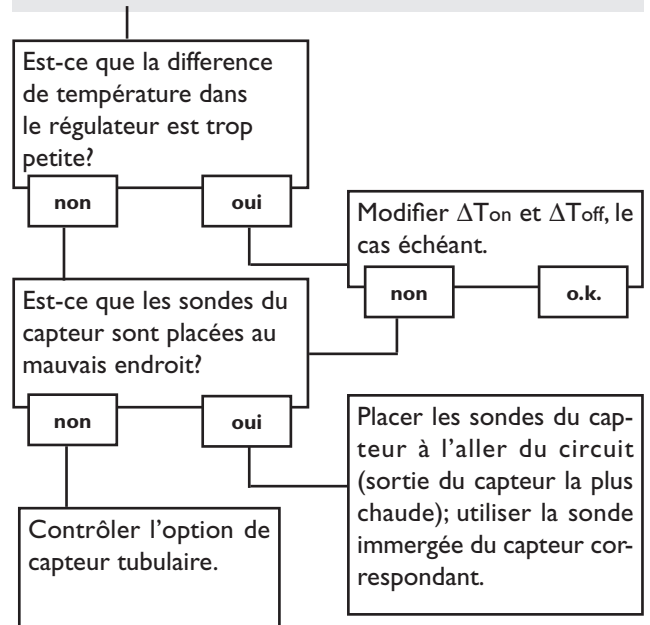 Est-ce que la difference
de température dans
le régulateur est trop
petite?
non
oui
Modifier ΔTon et ΔToff, le
cas échéant.
non
o.k.
Est-ce que les sondes du
capteur sont placées au
mauvais endroit?
non
oui
Placer les sondes du cap-
teur à l’aller du circuit
(sortie du capteur la plus
chaude); utiliser la sonde
immergée du capteur cor-
respondant.
Contrôler l’option de
capteur tubulaire.